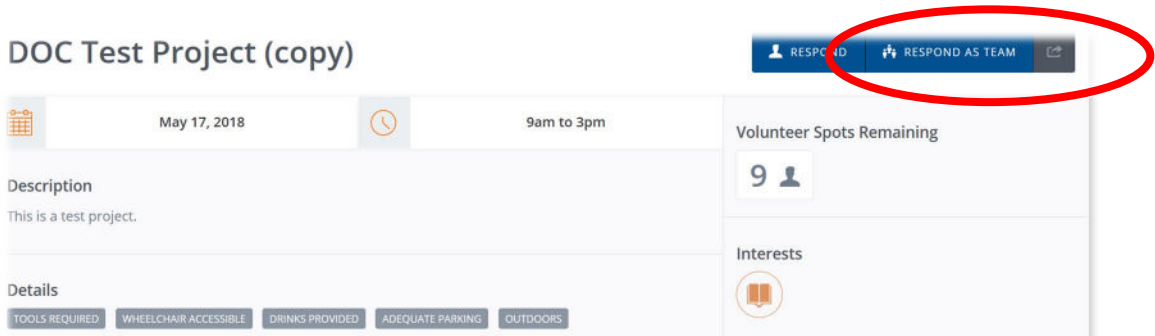 DOC Test Project (copy)
RESPOND
RESPOND AS TEAM
May 17, 2018
9am to 3pm
Description
This is a test project.
Details
TOOLS REQUIRED WHEELCHAIR ACCESSIBLE DRINKS PROVIDED ADEQUATE PARKING OUTDOORS
Volunteer Spots Remaining
9
Interests